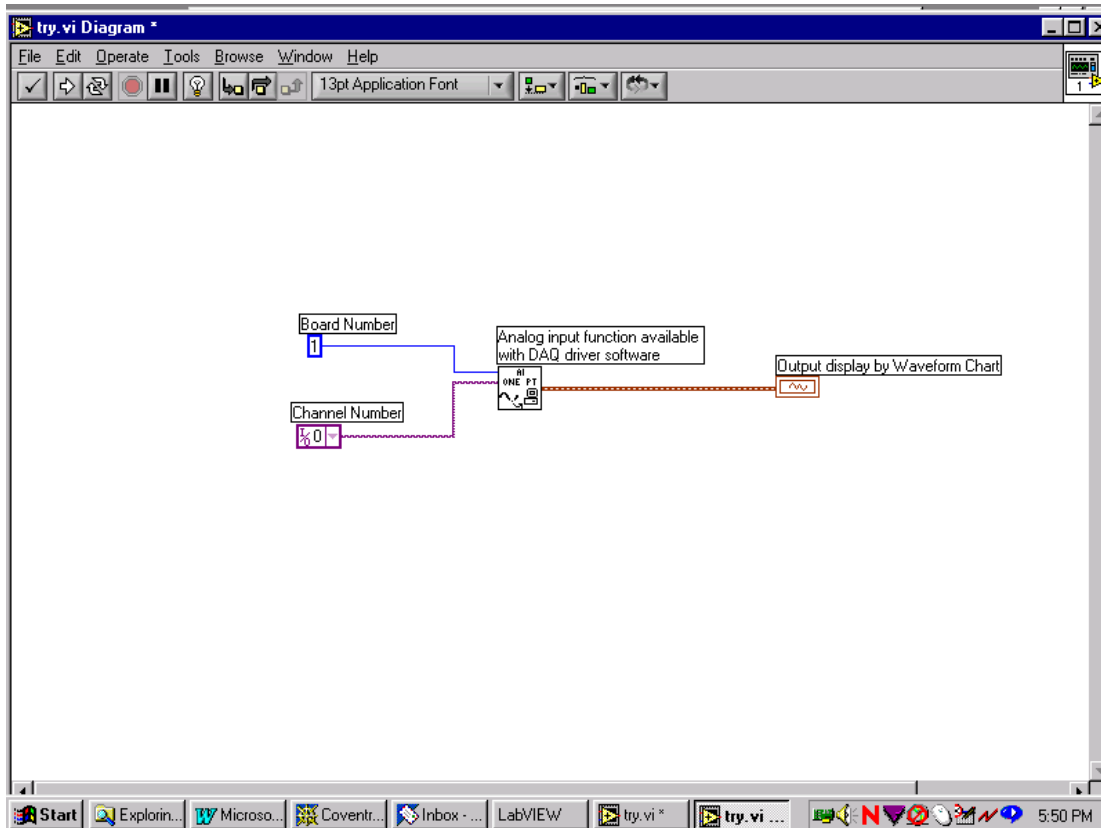 try.vi Diagram *
File Edit Operate Tools Browse Window Help
13pt Application Font
1
Board Number
1
Analog input function available
with DAQ driver software
AI
ONE PT
Output display by Waveform Chart
Channel Number
I/O 0
Start Explorin... Microso... Coventr... Inbox - ... LabVIEW try.vi * try.vi ... N 5:50 PM